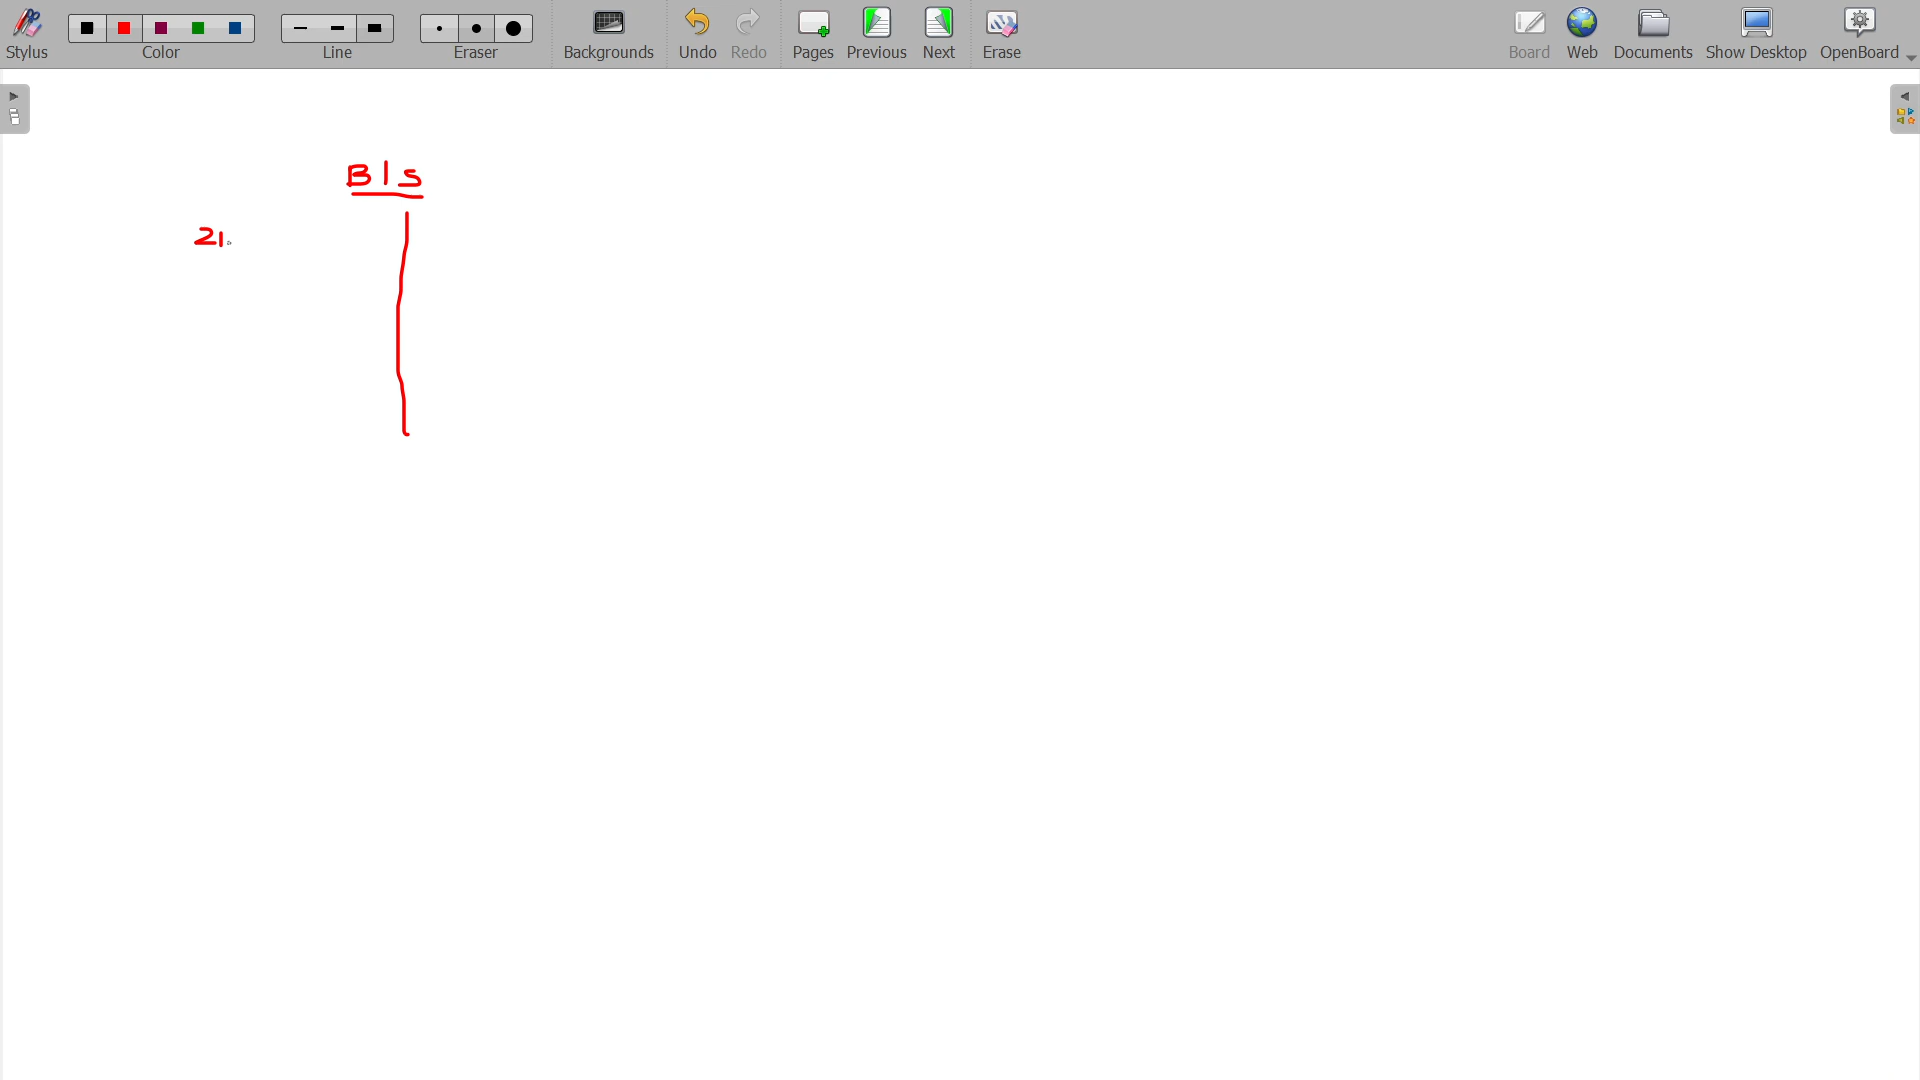 Stylus Color Line Eraser Backgrounds Undo Redo Pages Previous Next Erase Board Web Documents Show Desktop OpenBoard
B|s
21